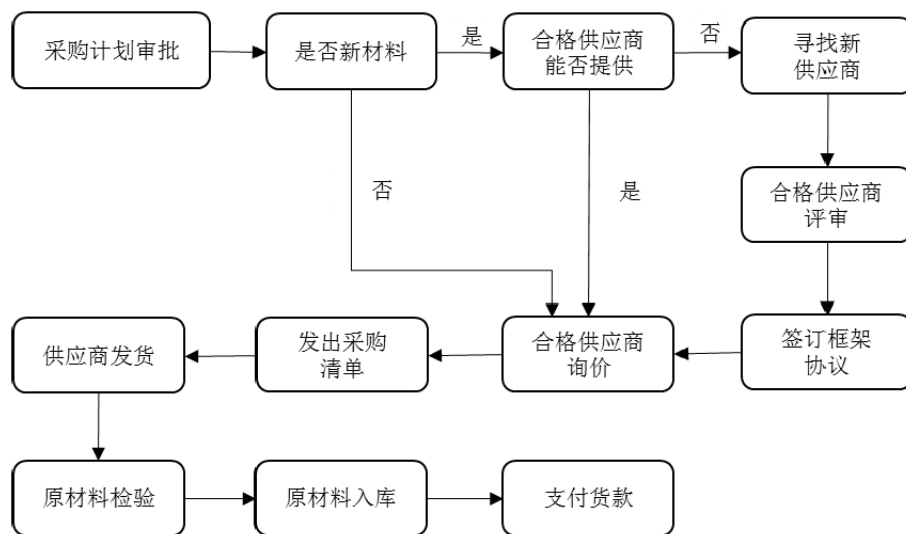 采购计划审批
是否新材料
是
合格供应商
能否提供
否
寻找新
供应商
否
是
合格供应商
评审
供应商发货
发出采购
清单
合格供应商
询价
签订框架
协议
原材料检验
原材料入库
支付货款